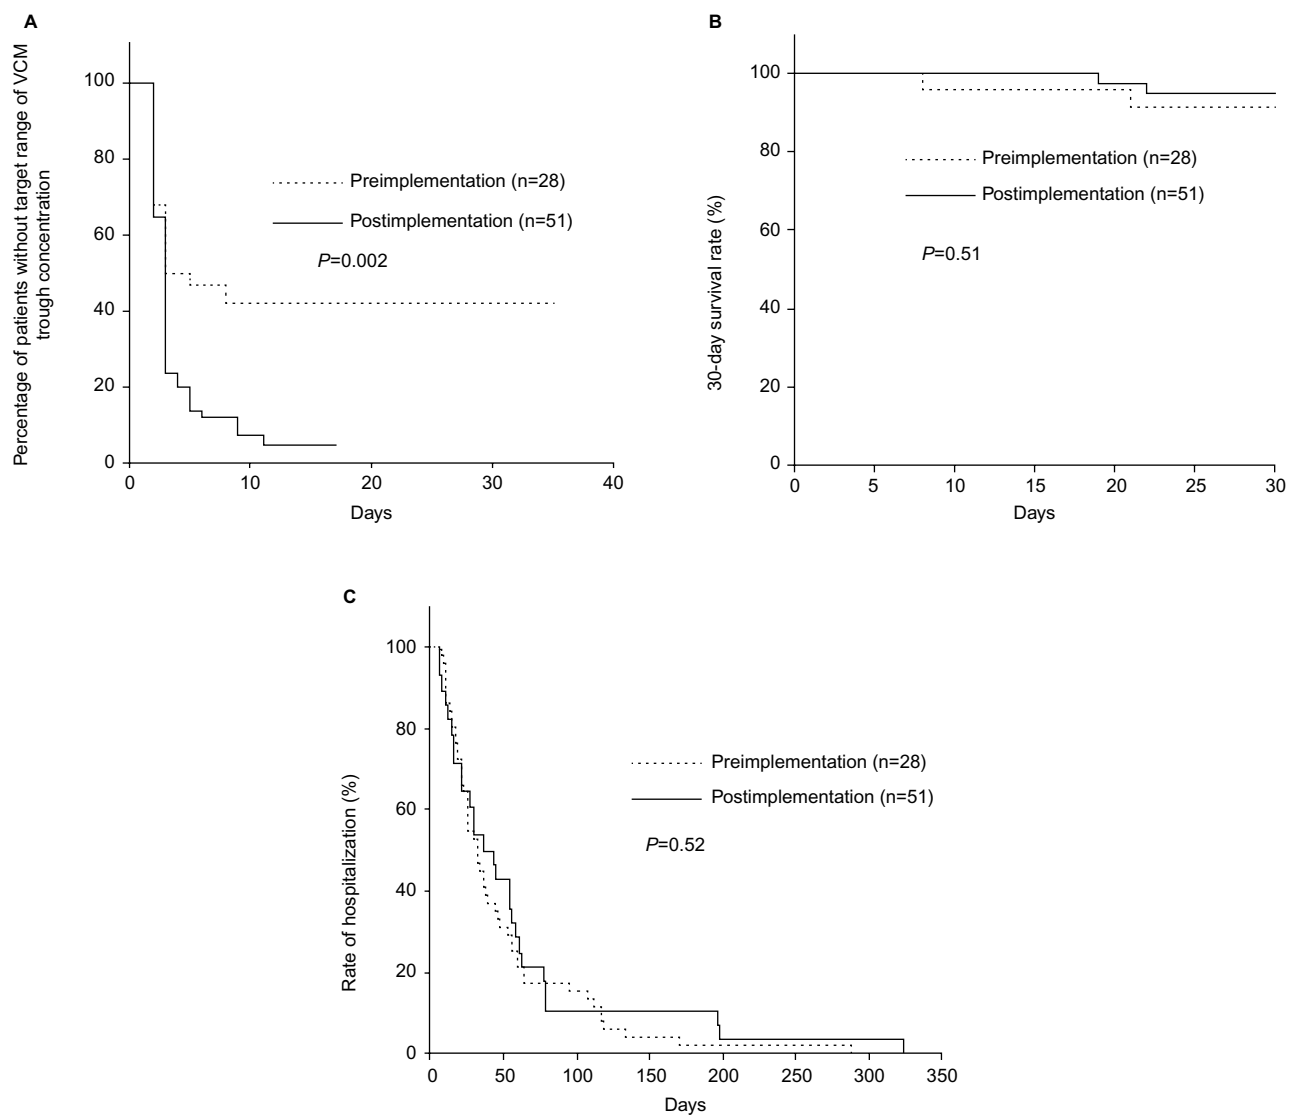 A
Percentage of patients without target range of VCM
trough concentration
100
80
60
40
20
0
Preimplementation (n=28)
Postimplementation (n=51)
P=0.002
0 10 20 30 40
Days
B
30-day survival rate (%)
100
80
60
40
20
0
Preimplementation (n=28)
Postimplementation (n=51)
P=0.51
0 5 10 15 20 25 30
Days
C
Rate of hospitalization (%)
100
80
60
40
20
0
Preimplementation (n=28)
Postimplementation (n=51)
P=0.52
0 50 100 150 200 250 300 350
Days